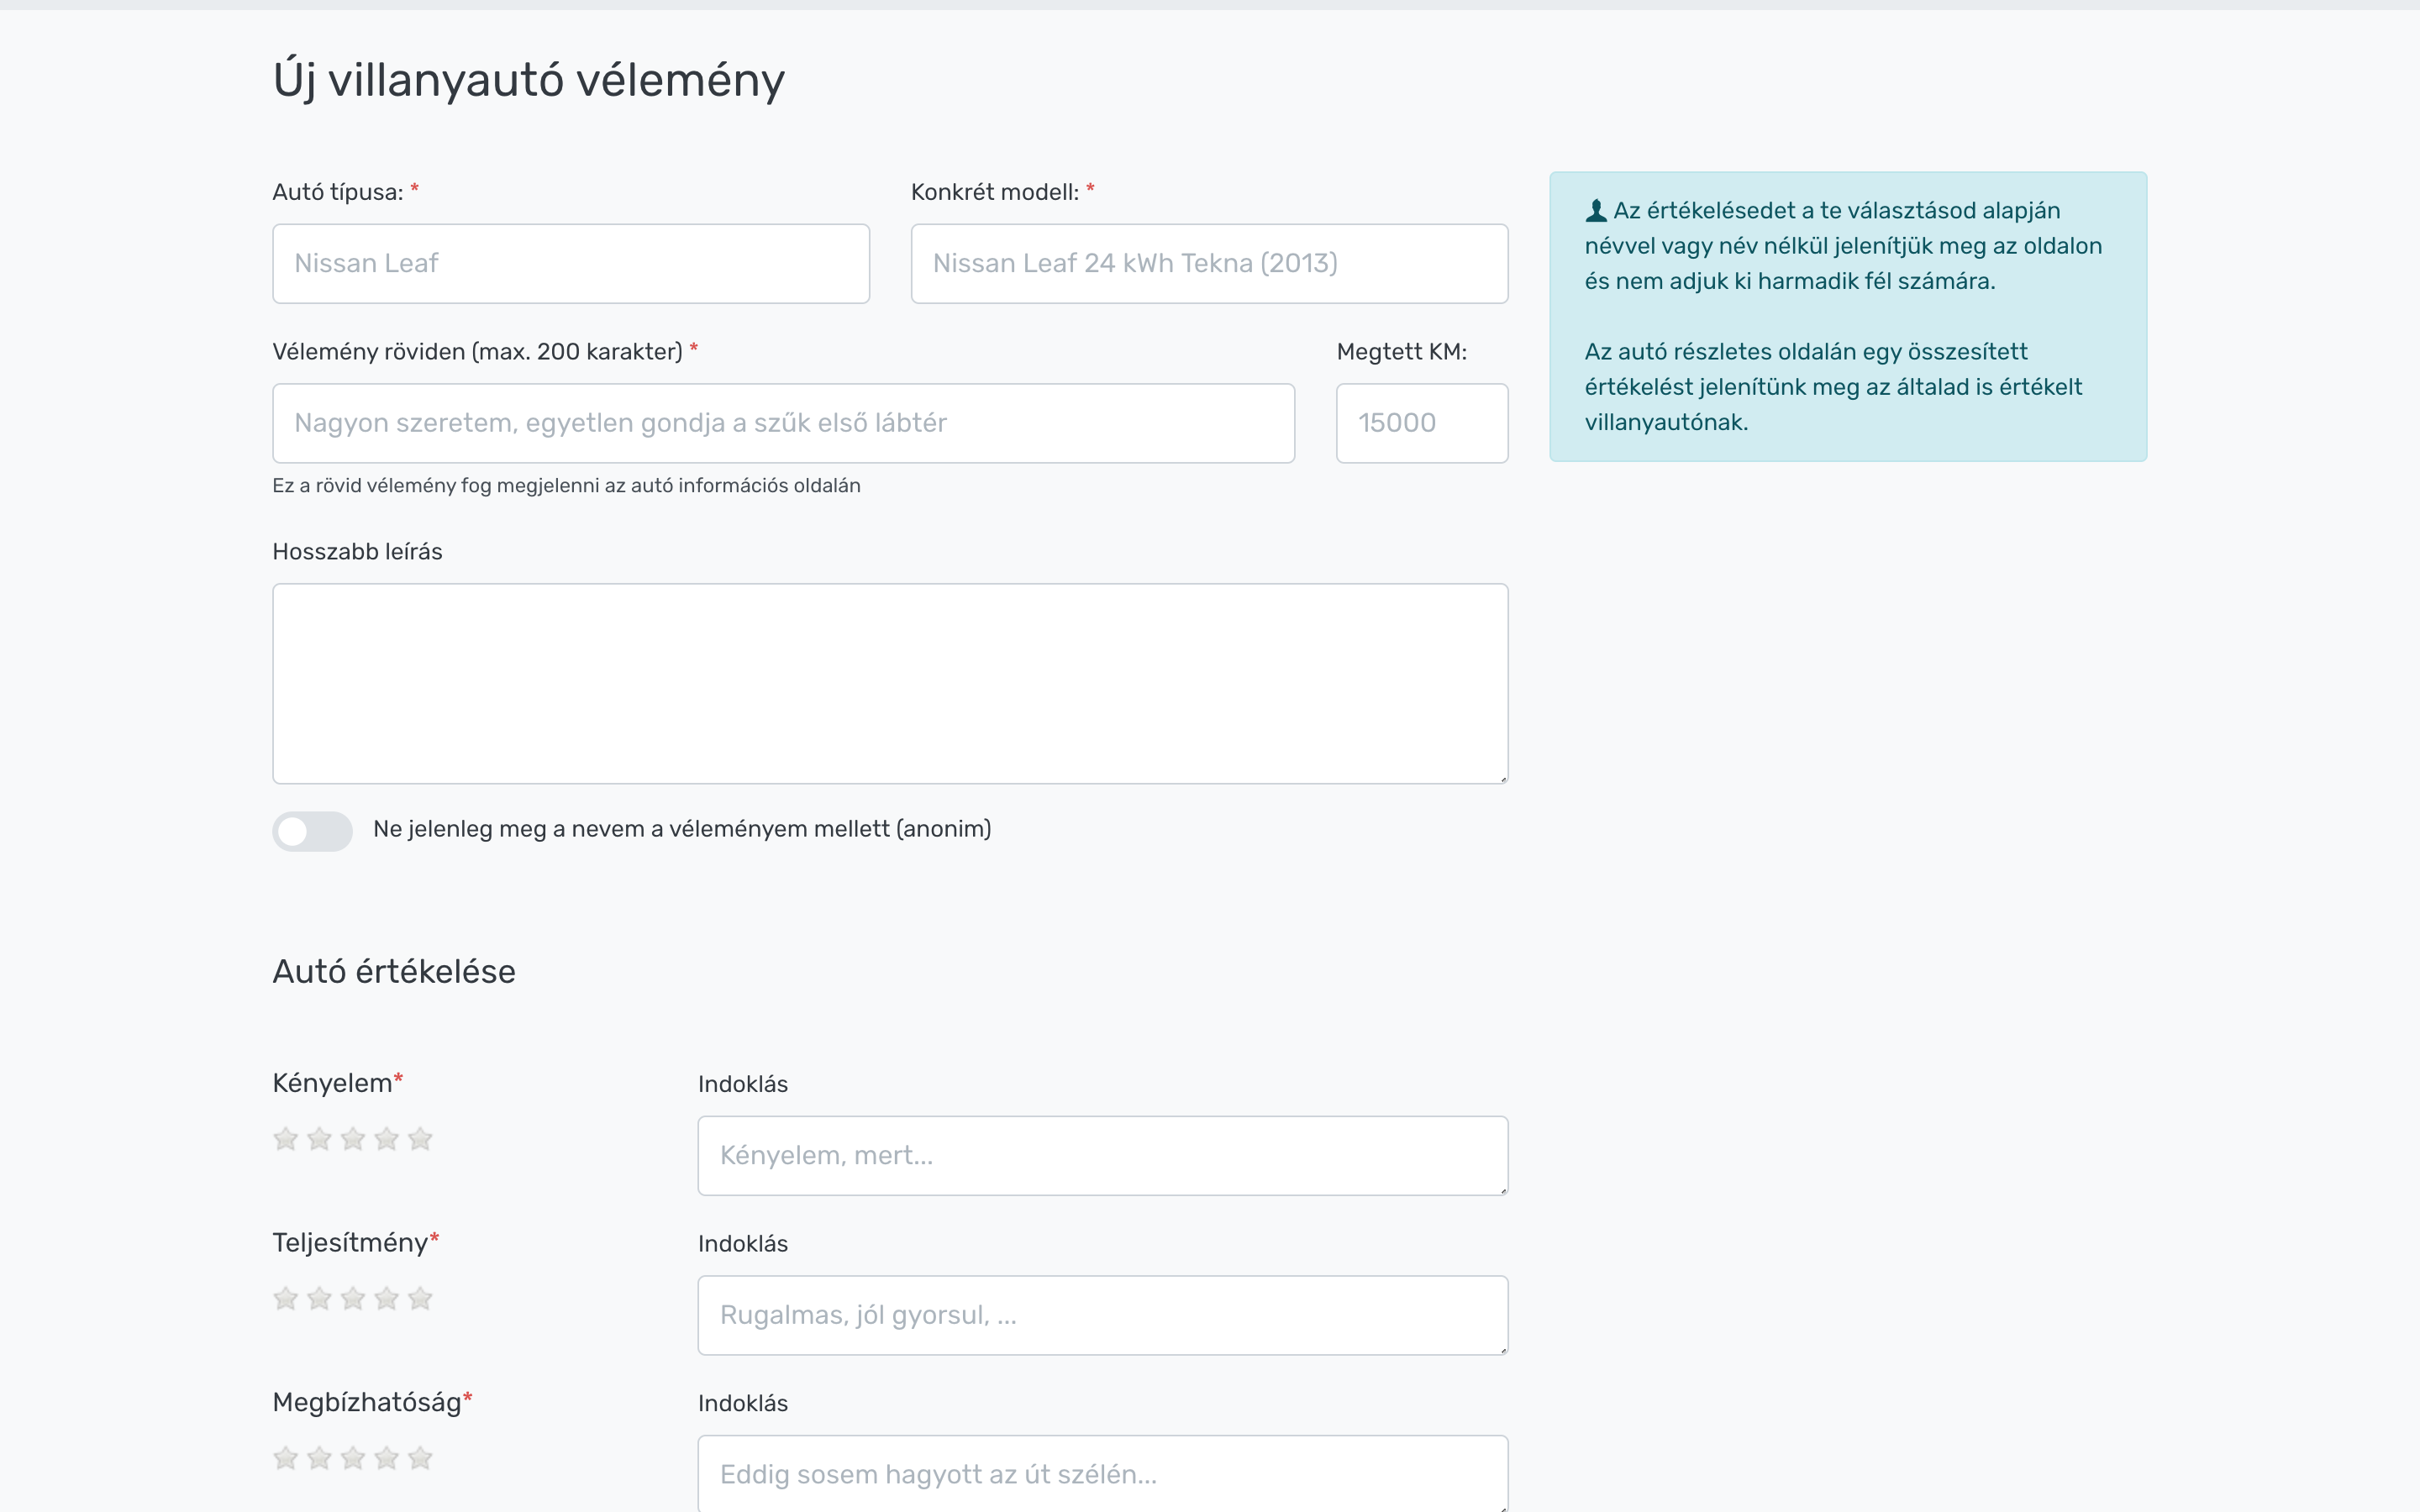 Új villanyautó vélemény
Autó típusa: *
Konkrét modell: *
Nissan Leaf
Nissan Leaf 24 kWh Tekna (2013)
Vélemény röviden (max. 200 karakter) *
Megtett KM:
Nagyon szeretem, egyetlen gondja a szűk első lábtér
15000
Ez a rövid vélemény fog megjelenni az autó információs oldalán
Hosszabb leírás
Ne jelenleg meg a nevem a véleményem mellett (anonim)
Az értékelésedet a te választásod alapján
névvel vagy név nélkül jelenítjük meg az oldalon
és nem adjuk ki harmadik fél számára.
Az autó részletes oldalán egy összesített
értékelést jelenítünk meg az általad is értékelt
villanyautónak.
Autó értékelése
Kényelem*
Indoklás
Kényelem, mert...
Teljesítmény*
Indoklás
Rugalmas, jól gyorsul, ...
Megbízhatóság*
Indoklás
Eddig sosem hagyott az út szélén...